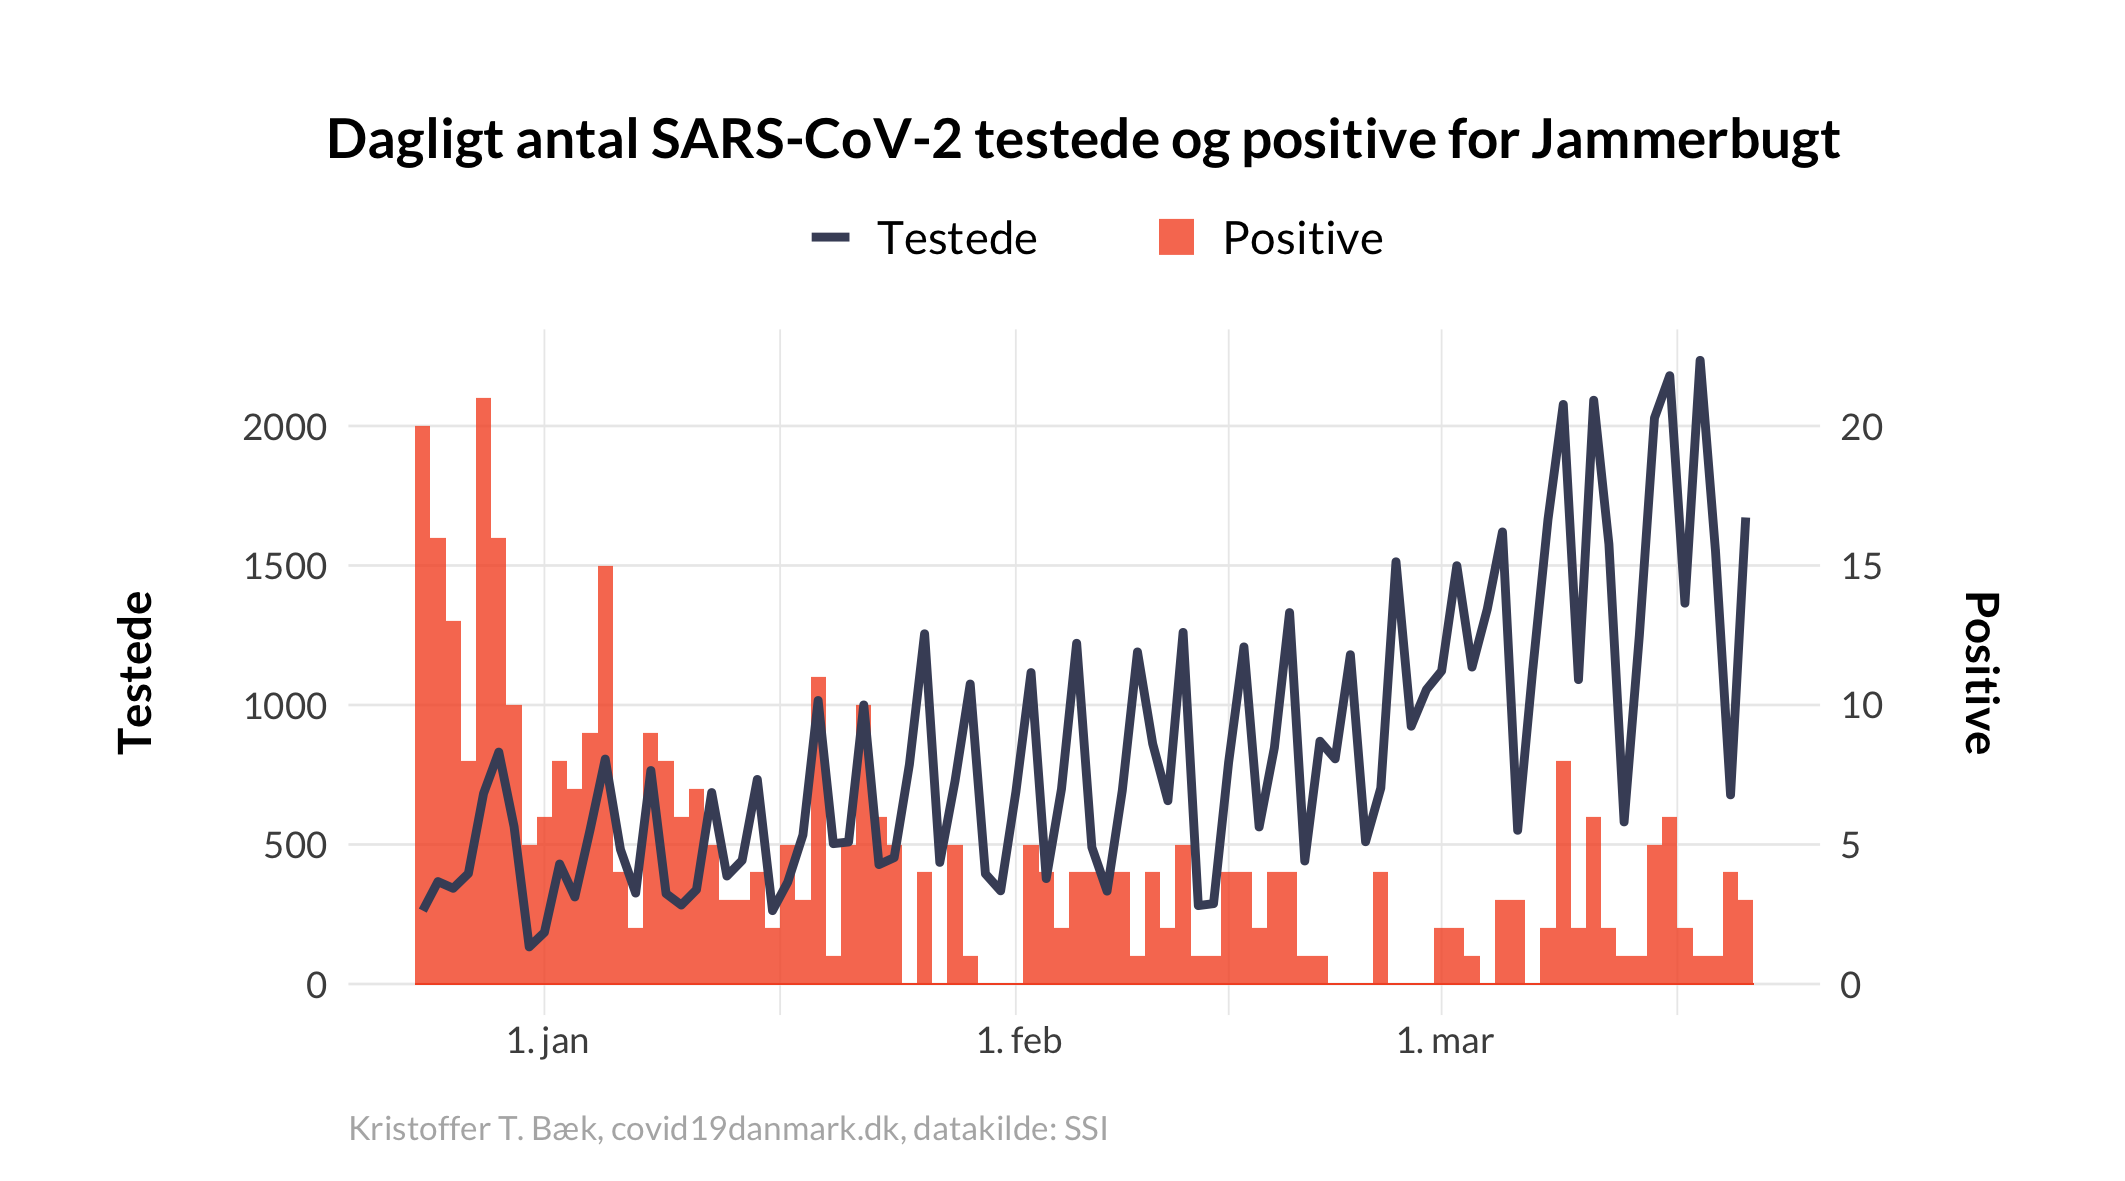 Dagligt antal SARS-CoV-2 testede og positive for Jammerbugt
Testede Positive
Testede
2000
1500
1000
500
0
20
15
10
5
0
Positive
1. jan 1. feb 1. mar
Kristoffer T. Bæk, covid19danmark.dk, datakilde: SSI